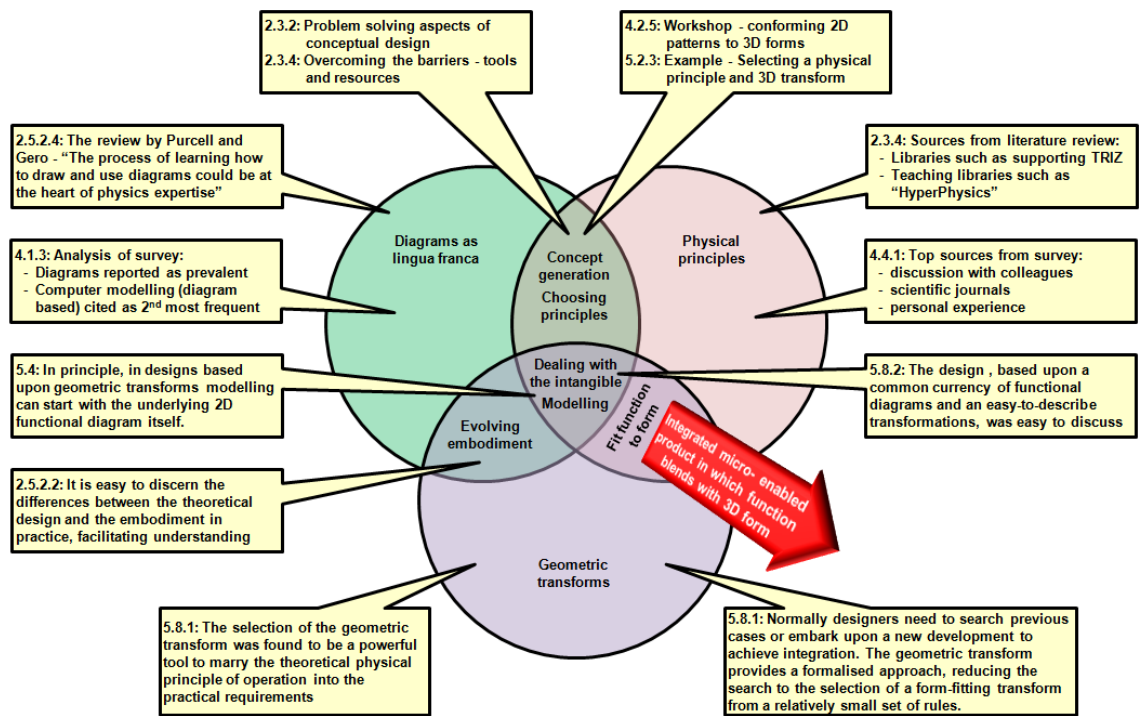 2.3.2: Problem solving aspects of
conceptual design
2.3.4: Overcoming the barriers - tools
and resources
4.2.5: Workshop - conforming 2D
patterns to 3D forms
5.2.3: Example - Selecting a physical
principle and 3D transform
2.5.2.4: The review by Purcell and
Gero - “The process of learning how
to draw and use diagrams could be at
the heart of physics expertise”
2.3.4: Sources from literature review:
- Libraries such as supporting TRIZ
- Teaching libraries such as
“HyperPhysics”
4.1.3: Analysis of survey:
- Diagrams reported as prevalent
- Computer modelling (diagram
based) cited as 2nd most frequent
4.4.1: Top sources from survey:
- discussion with colleagues
- scientific journals
- personal experience
Diagrams as
lingua franca
Concept
generation
Choosing
principles
Physical
principles
5.4: In principle, in designs based
upon geometric transforms modelling
can start with the underlying 2D
functional diagram itself.
Dealing with
the intangible
Modelling
5.8.2: The design , based upon a
common currency of functional
diagrams and an easy-to-describe
transformations, was easy to discuss
Evolving
embodiment
Fit function
to form
Integrated micro- enabled
product in which function
blends with 3D form
2.5.2.2: It is easy to discern the
differences between the theoretical
design and the embodiment in
practice, facilitating understanding
Geometric
transforms
5.8.1: The selection of the geometric
transform was found to be a powerful
tool to marry the theoretical physical
principle of operation into the
practical requirements
5.8.1: Normally designers need to search previous
cases or embark upon a new development to
achieve integration. The geometric transform
provides a formalised approach, reducing the
search to the selection of a form-fitting transform
from a relatively small set of rules.